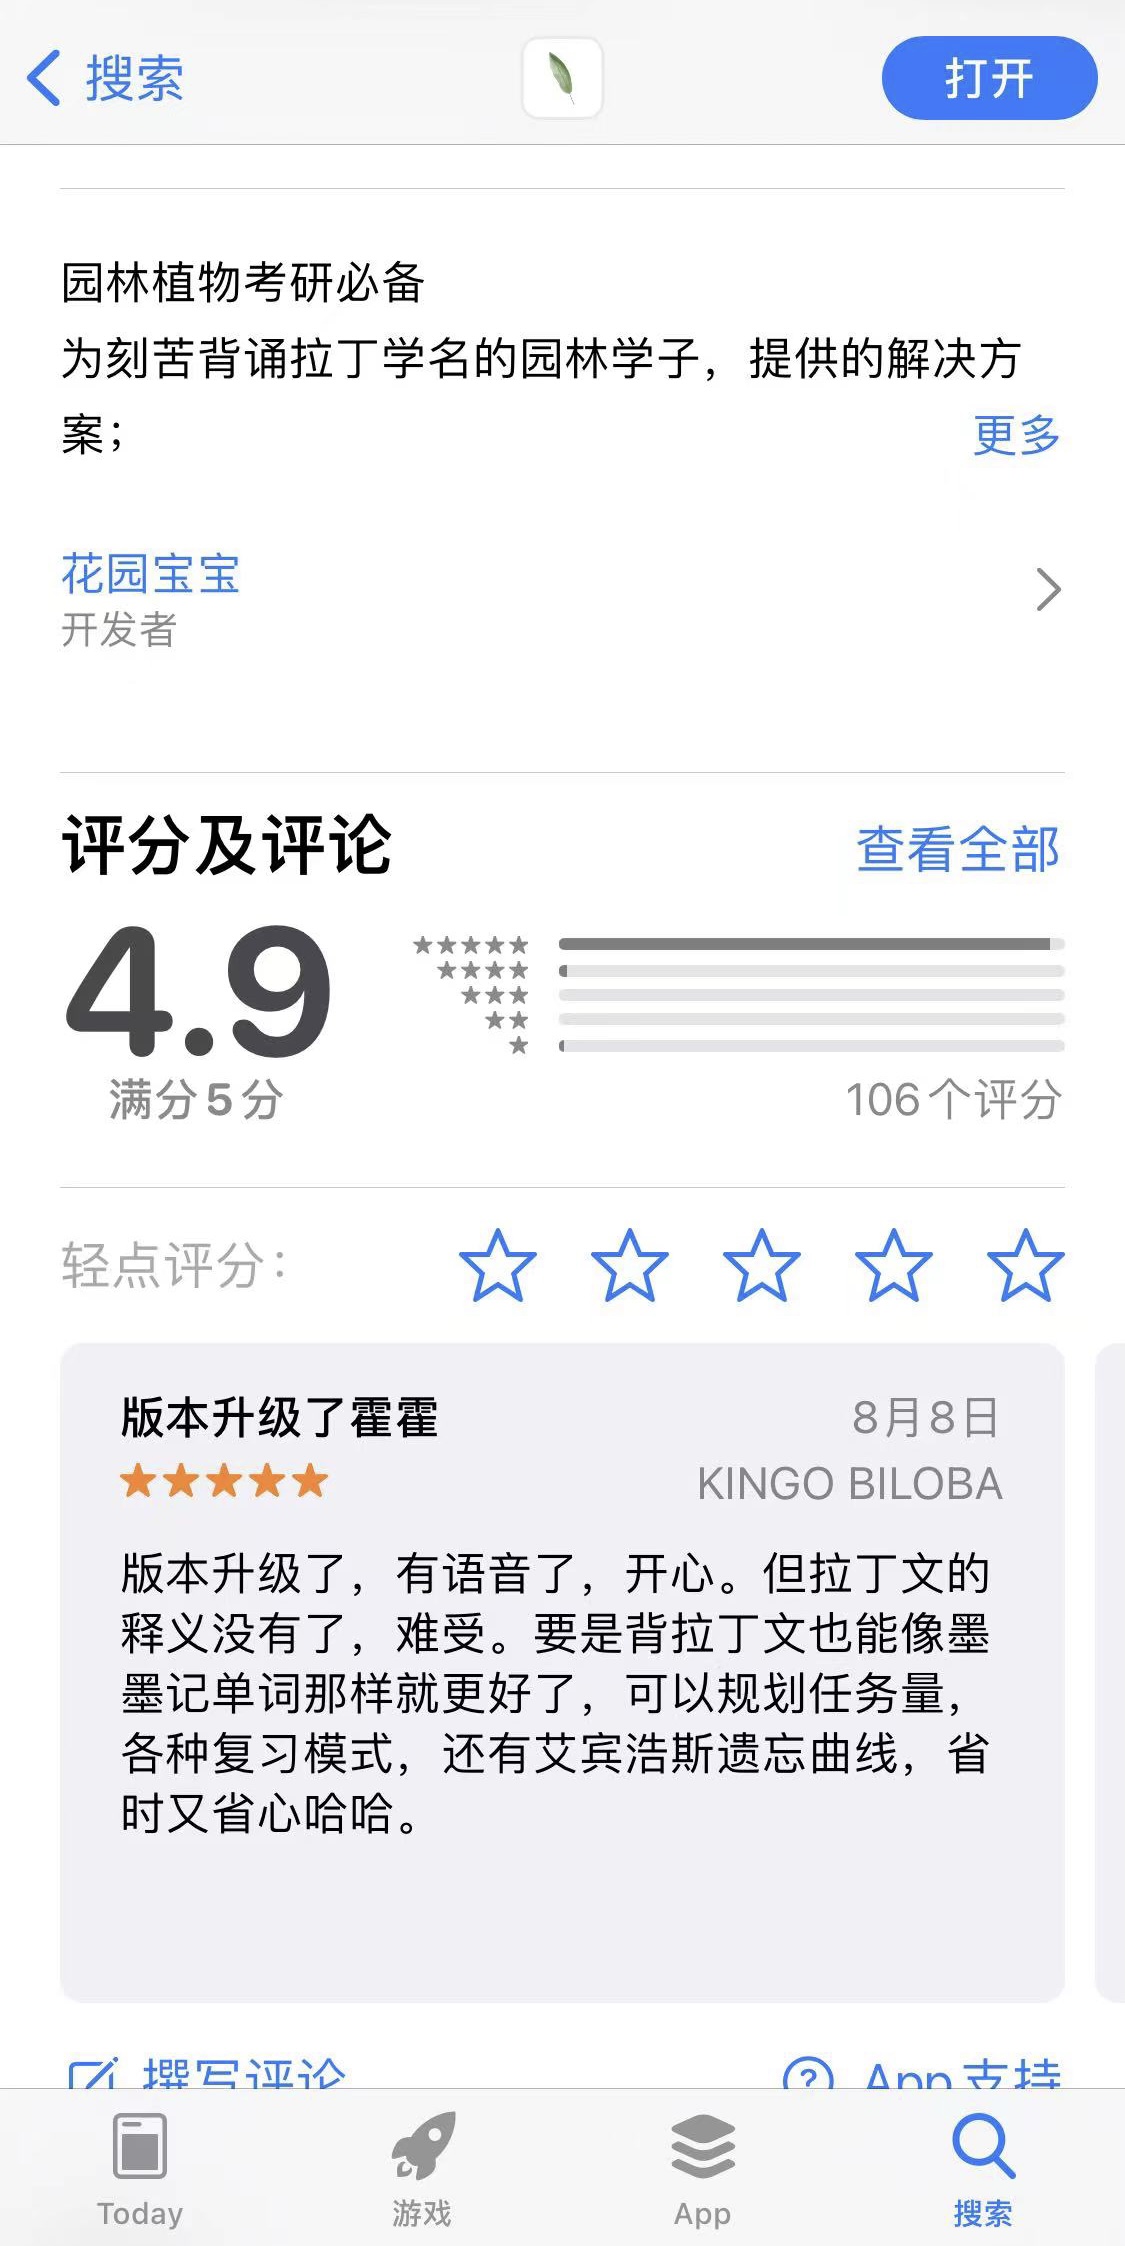 搜索
打开
园林植物考研必备
为刻苦背诵拉丁学名的园林学子，提供的解决方
案；
更多
花园宝宝
开发者
评分及评论
查看全部
4.9
满分5分
106个评分
轻点评分：
版本升级了霍霍
8月8日
KINGO BILOBA
版本升级了，有语音了，开心。但拉丁文的
释义没有了，难受。要是背拉丁文也能像墨
墨记单词那样就更好了，可以规划任务量，
各种复习模式，还有艾宾浩斯遗忘曲线，省
时又省心哈哈。
撰写评论
App支持
Today
游戏
App
搜索